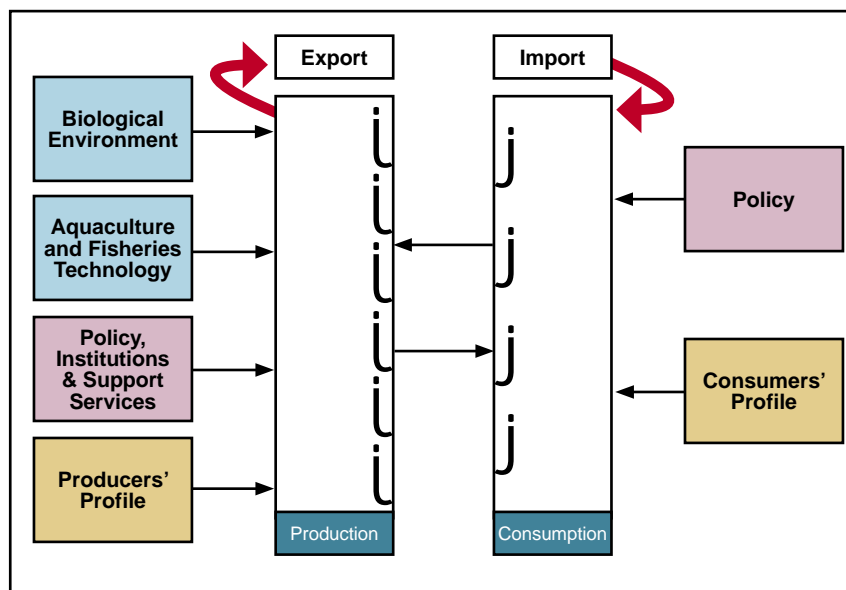 Export
Import
Biological
Environment
Aquaculture
and Fisheries
Technology
Policy,
Institutions
& Support
Services
Producers’
Profile
Policy
Consumers’
Profile
Production
Consumption